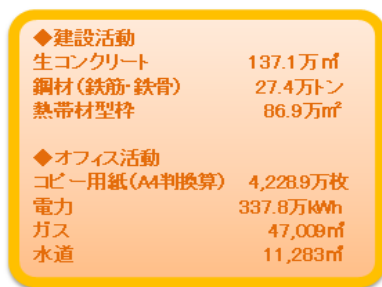 ◆建設活動
生コンクリート 137.1万㎥
鋼材(鉄筋・鉄骨) 27.4万トン
熱帯材型枠 86.9万㎡
◆オフィス活動
コピー用紙(A4判換算) 4,228.9万枚
電力 337.8万kWh
ガス 47,009㎥
水道 11,283㎥